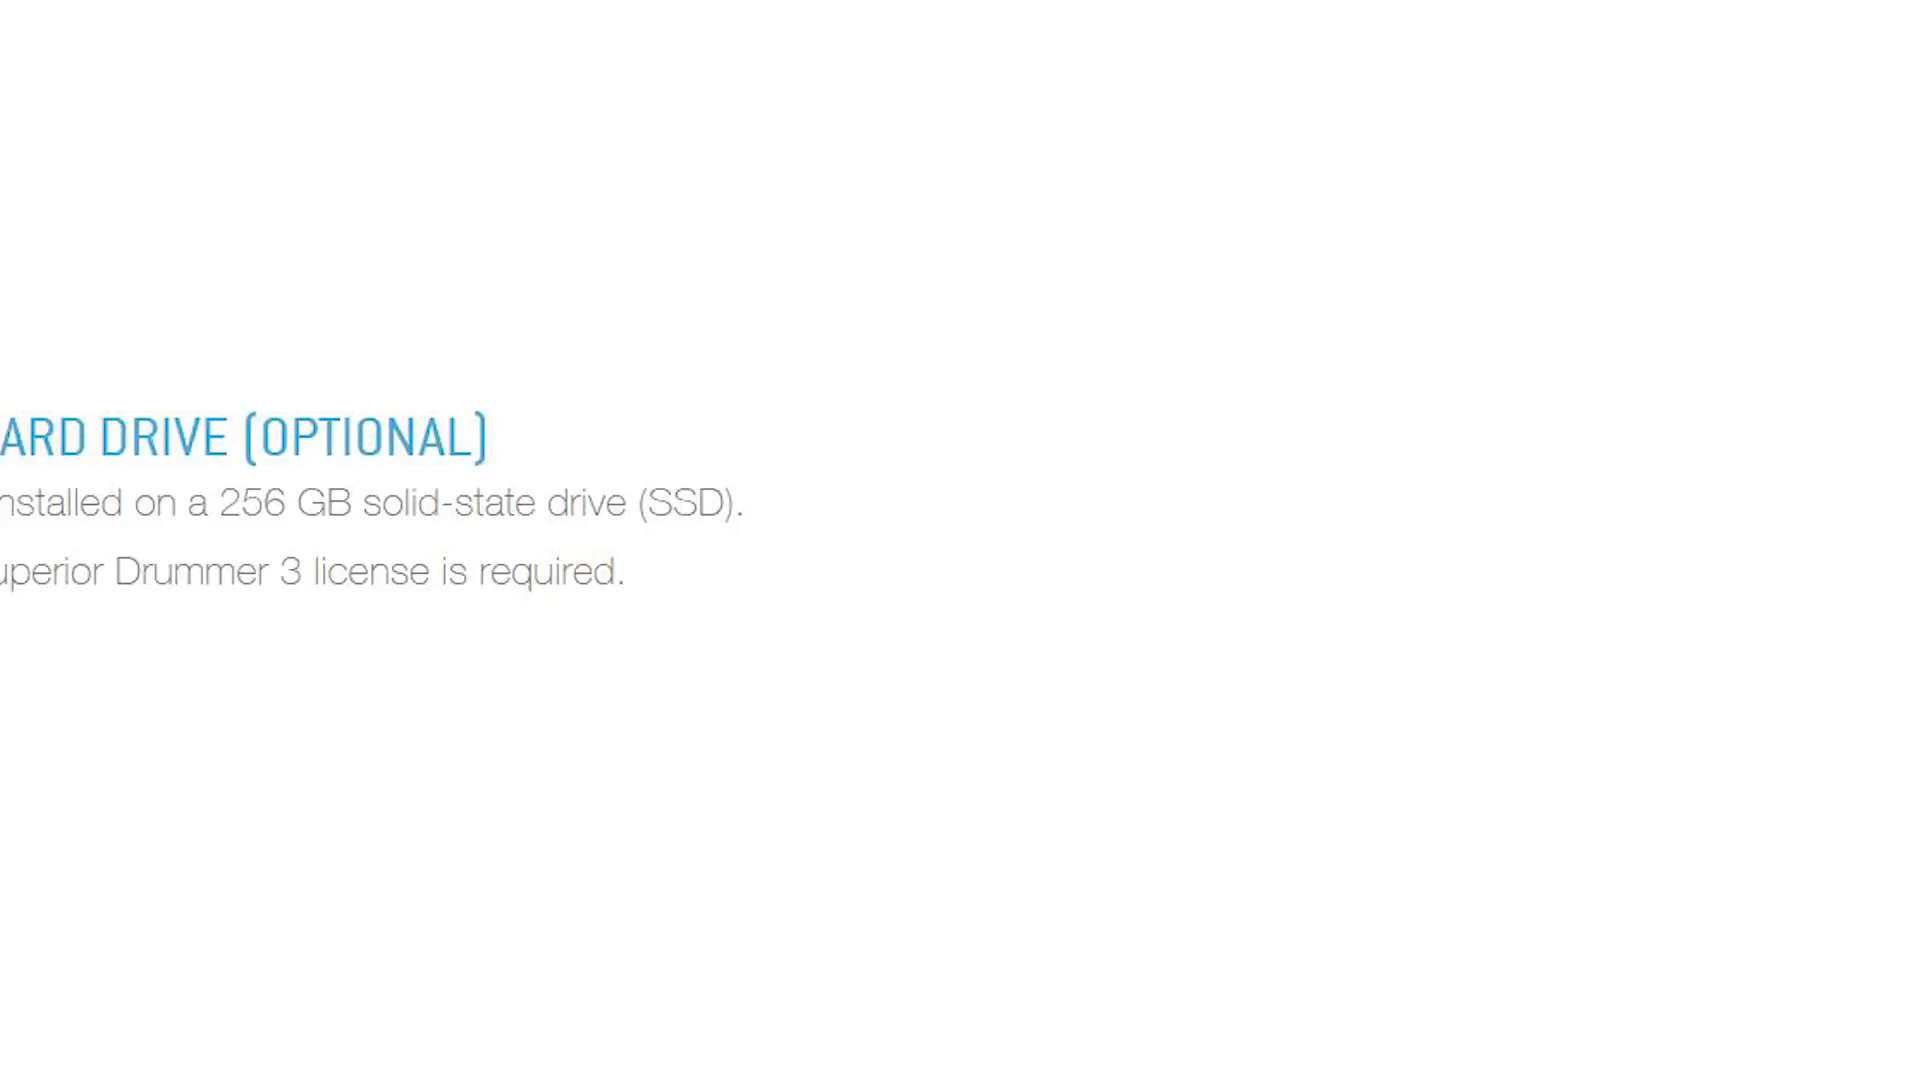 ARD DRIVE (OPTIONAL)
nstalled on a 256 GB solid-state drive (SSD).
uperior Drummer 3 license is required.